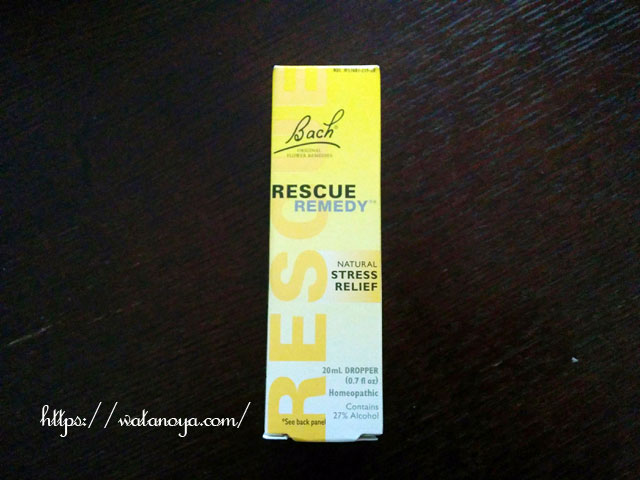 Bach®
ORIGINAL
FLOWER REMEDIES
RESCUE
REMEDY™
NATURAL
STRESS
RELIEF
RESCUE
20mL DROPPER
(0.7 fl oz)
Homeopathic
Contains
27% Alcohol
*See back panel
https://watanoya.com/